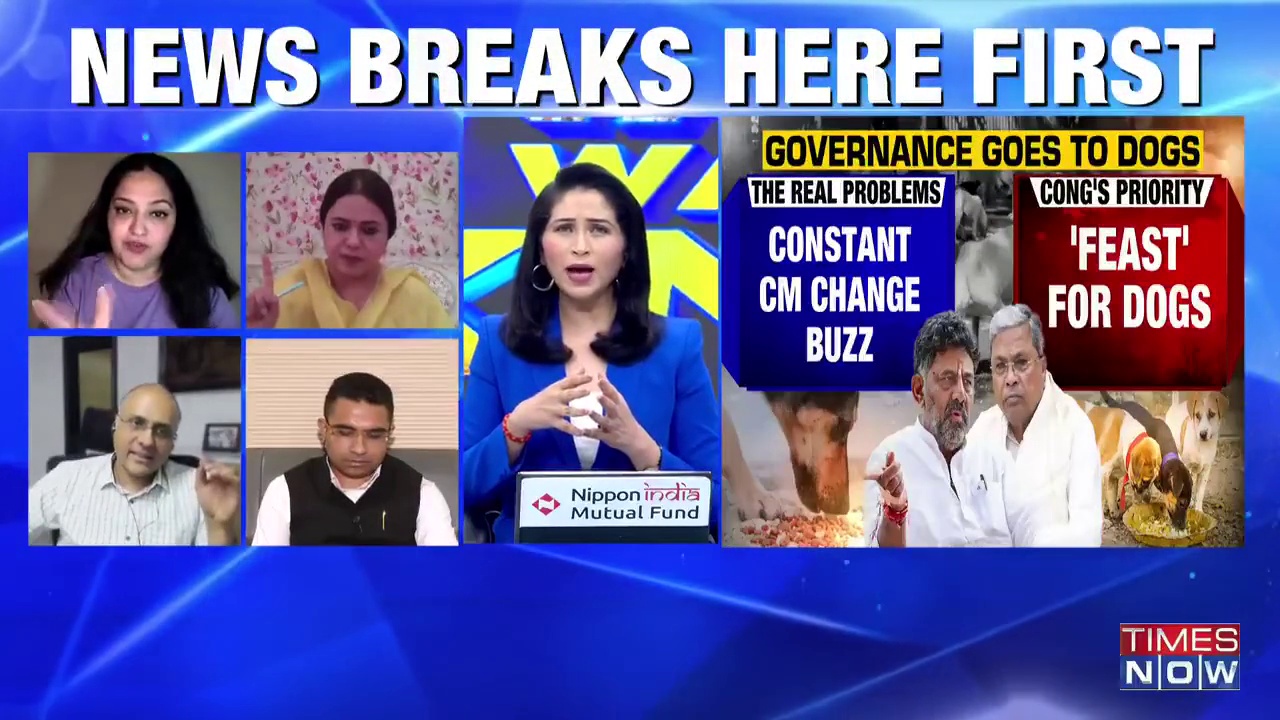 NEWS BREAKS HERE FIRST
GOVERNANCE GOES TO DOGS
THE REAL PROBLEMS
CONSTANT
CM CHANGE
BUZZ
CONG'S PRIORITY
'FEAST'
FOR DOGS
Nippon india
Mutual Fund
TIMES
NOW